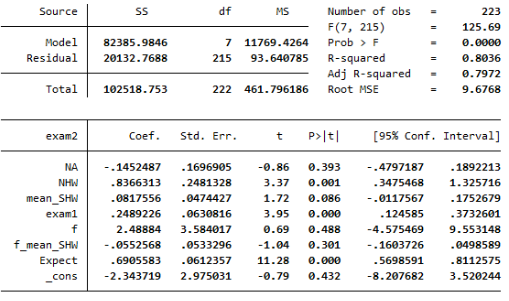 Source SS df MS Number of obs = 223
F(7, 215) = 125.69
Model 82385.9846 7 11769.4264 Prob > F = 0.0000
Residual 20132.7688 215 93.640785 R-squared = 0.8036
Adj R-squared = 0.7972
Total 102518.753 222 461.796186 Root MSE = 9.6768
exam2 Coef. Std. Err. t P>|t| [95% Conf. Interval]
NA -.1452487 .1696905 -0.86 0.393 -.4797187 .1892213
NHW .8366313 .2481328 3.37 0.001 .3475468 1.325716
mean_SHW .0817556 .0474427 1.72 0.086 -.0117567 .1752679
exam1 .2489226 .0630816 3.95 0.000 .124585 .3732601
f 2.48884 3.584017 0.69 0.488 -4.575469 9.553148
f_mean_SHW -.0552568 .0533296 -1.04 0.301 -.1603726 .0498589
Expect .6905583 .0612357 11.28 0.000 .5698591 .8112575
_cons -2.343719 2.975031 -0.79 0.432 -8.207682 3.520244